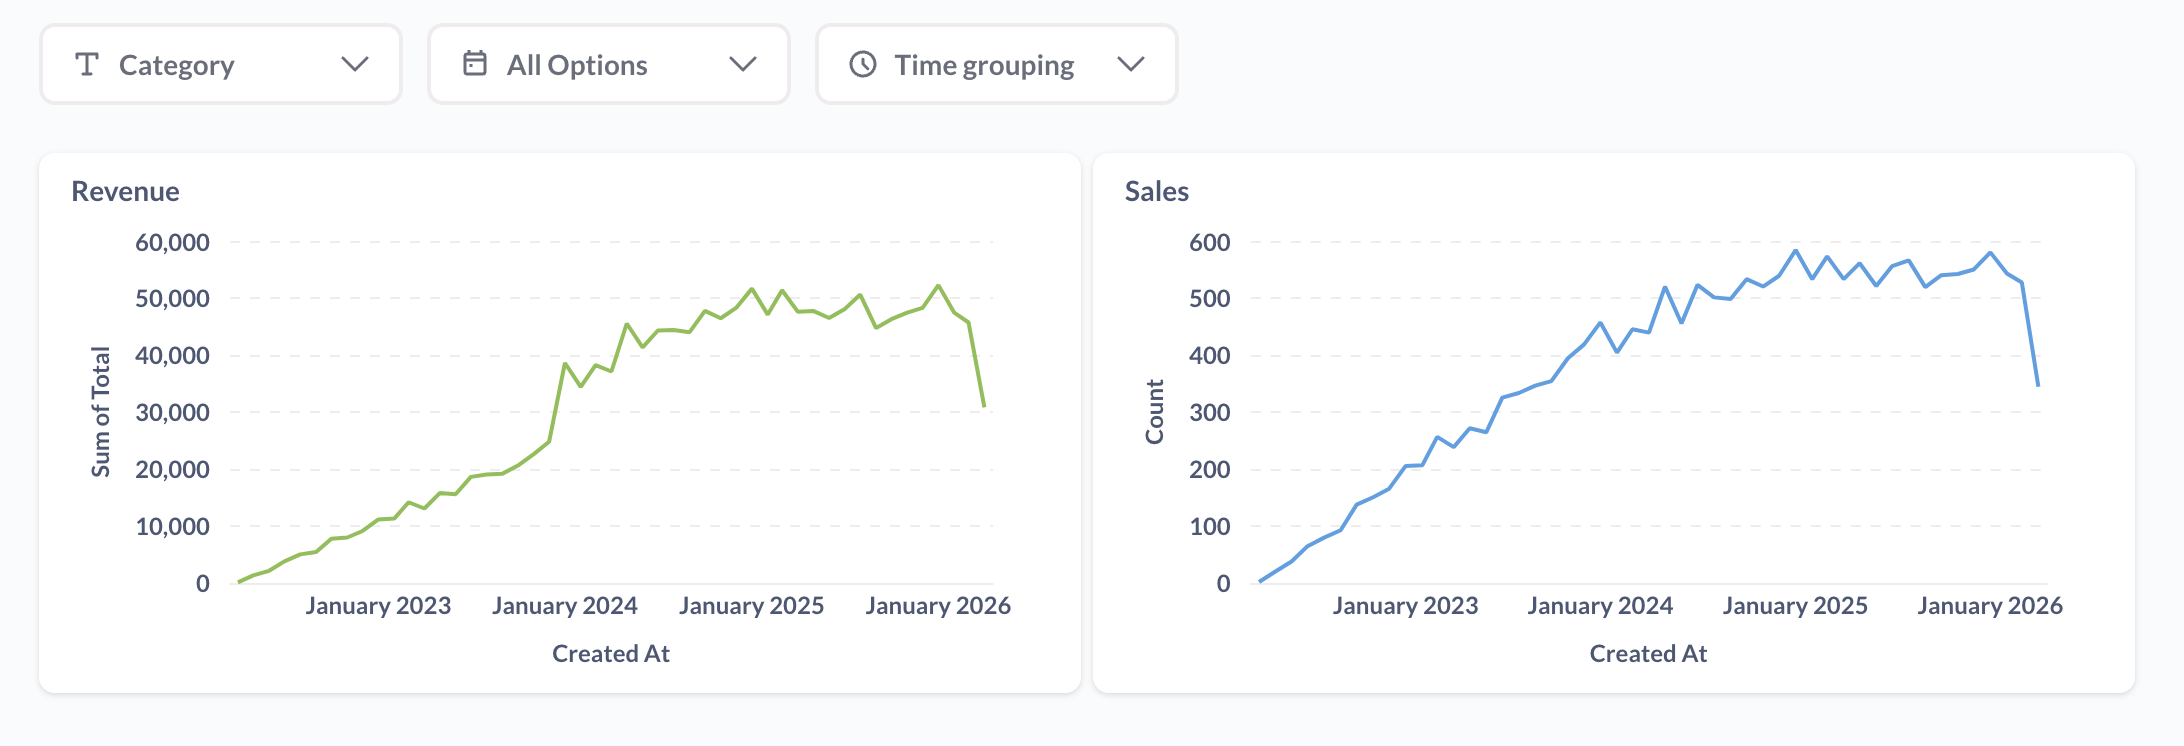 Category
All Options
Time grouping
Revenue
60,000
50,000
40,000
30,000
20,000
10,000
0
Sum of Total
January 2023
January 2024
January 2025
January 2026
Created At
Sales
600
500
400
300
200
100
0
Count
January 2023
January 2024
January 2025
January 2026
Created At